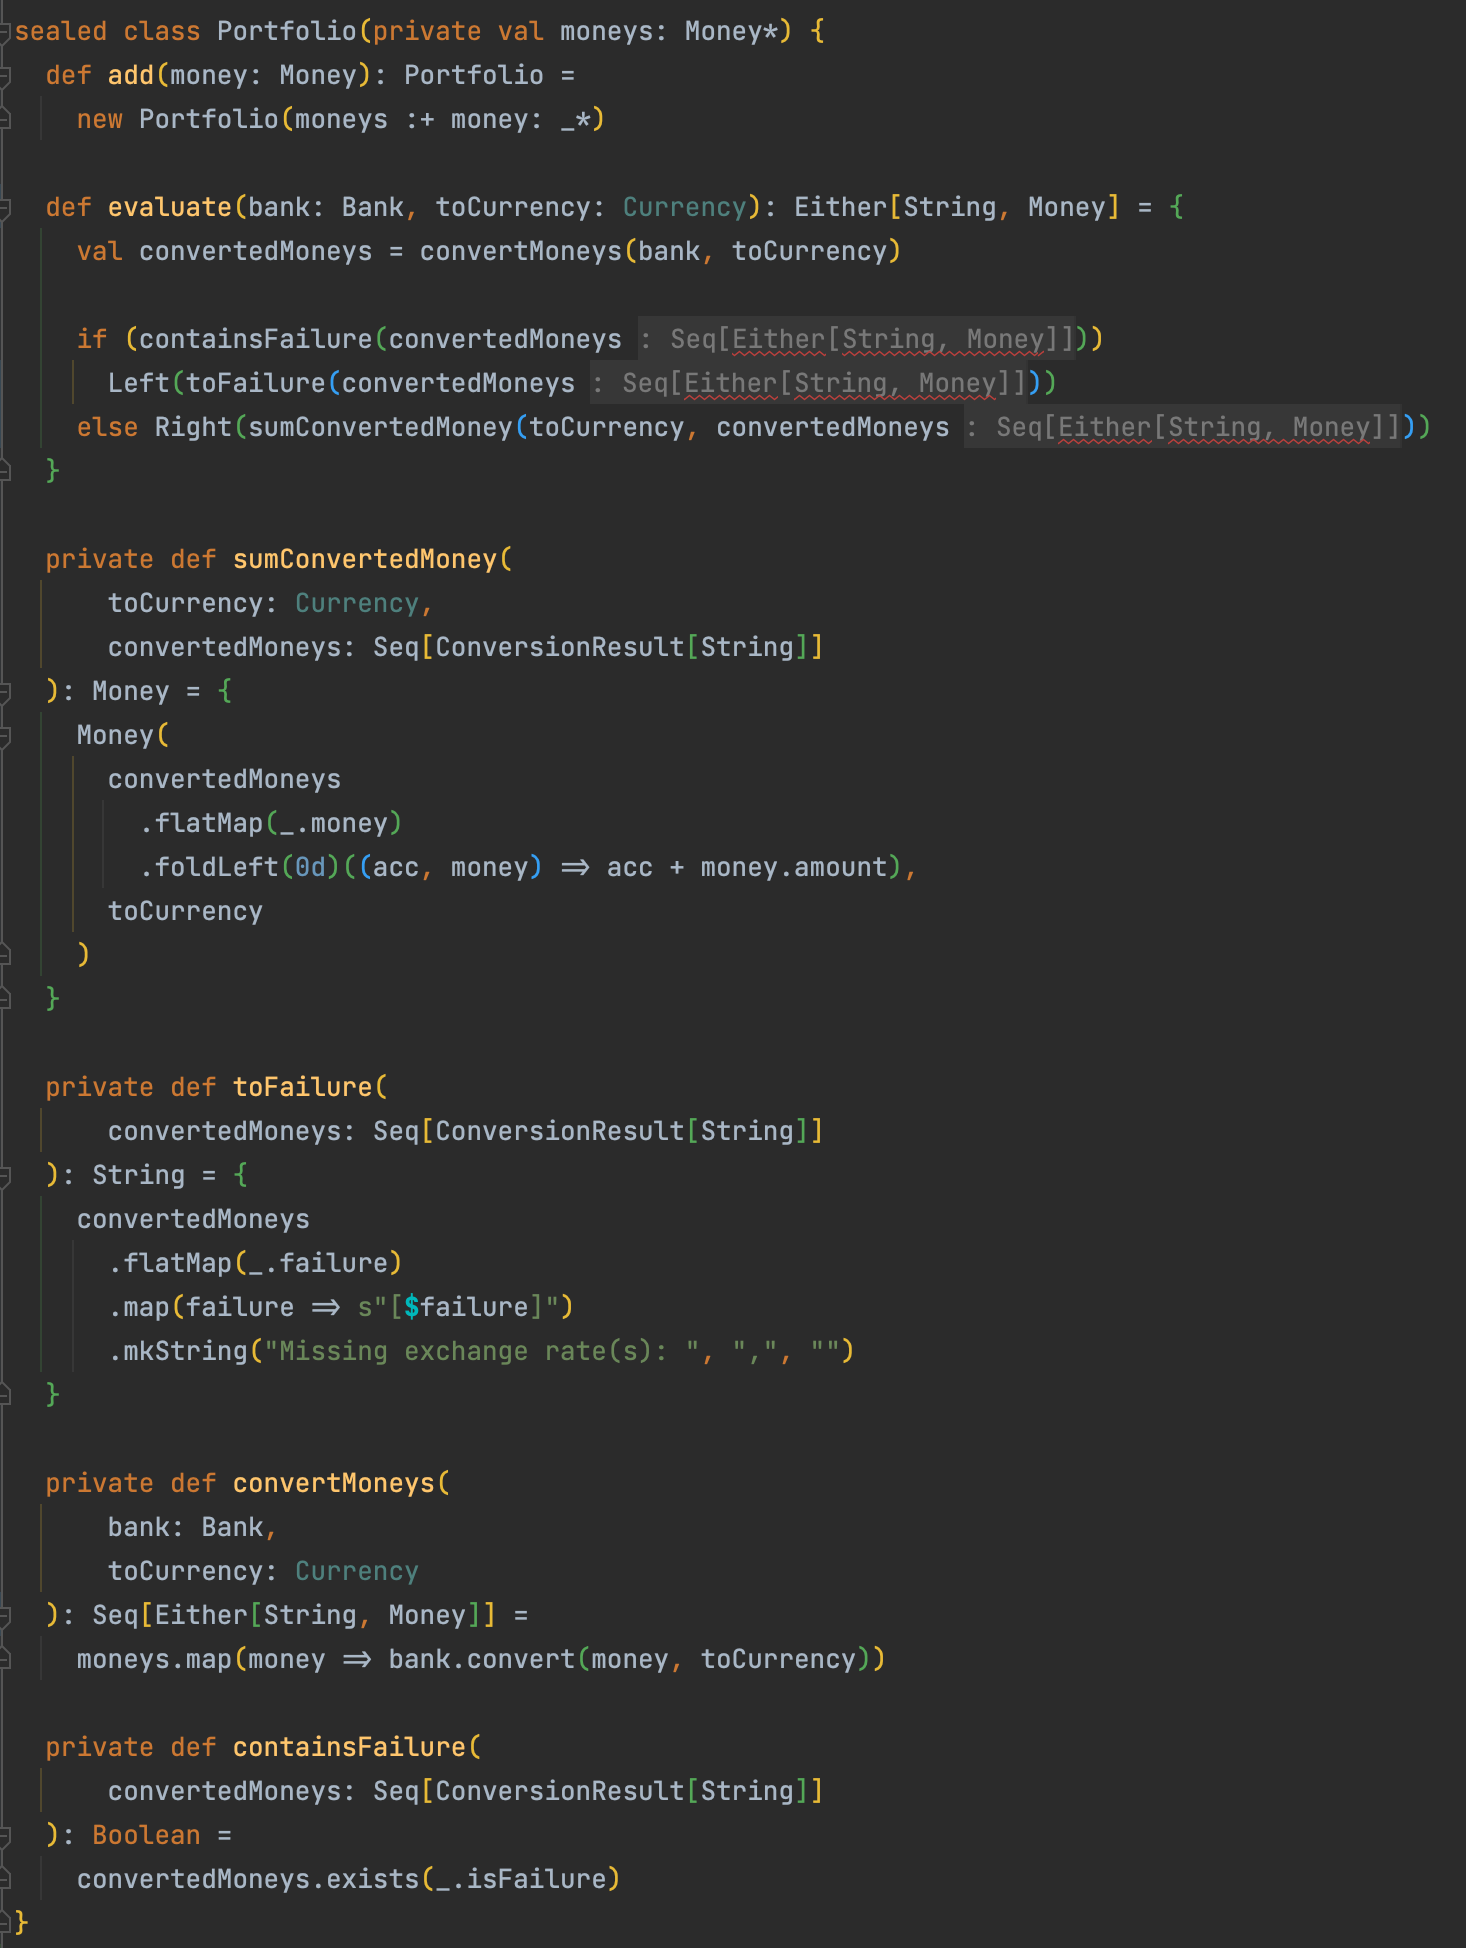 sealed class Portfolio(private val moneys: Money*) {
  def add(money: Money): Portfolio =
    new Portfolio(moneys :+ money: _*)

  def evaluate(bank: Bank, toCurrency: Currency): Either[String, Money] = {
    val convertedMoneys = convertMoneys(bank, toCurrency)

    if (containsFailure(convertedMoneys : Seq[Either[String, Money]]))
      Left(toFailure(convertedMoneys : Seq[Either[String, Money]]))
    else Right(sumConvertedMoney(toCurrency, convertedMoneys : Seq[Either[String, Money]]))
  }

  private def sumConvertedMoney(
      toCurrency: Currency,
      convertedMoneys: Seq[ConversionResult[String]]
  ): Money = {
    Money(
      convertedMoneys
        .flatMap(_.money)
        .foldLeft(0d)((acc, money) => acc + money.amount),
      toCurrency
    )
  }

  private def toFailure(
      convertedMoneys: Seq[ConversionResult[String]]
  ): String = {
    convertedMoneys
      .flatMap(_.failure)
      .map(failure => s"[$failure]")
      .mkString("Missing exchange rate(s): ", ",", "")
  }

  private def convertMoneys(
      bank: Bank,
      toCurrency: Currency
  ): Seq[Either[String, Money]] =
    moneys.map(money => bank.convert(money, toCurrency))

  private def containsFailure(
      convertedMoneys: Seq[ConversionResult[String]]
  ): Boolean =
    convertedMoneys.exists(_.isFailure)
}